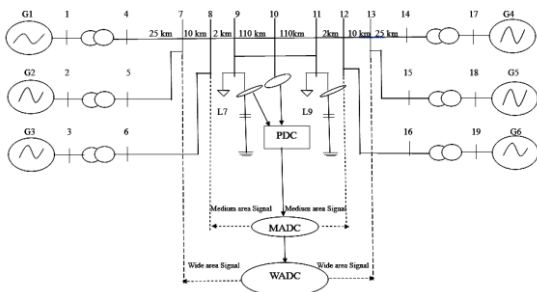 G1 1 4 7 8 9 10 11 12 13 14 17 G4
25 km 10 km 2 km 110 km 110km 2km 10 km 25 km
G2 2 5 15 18 G5
L7 L9
G3 3 6 PDC 16 19 G6
Medium area Signal Medium area Signal
MADC
Wide area Signal Wide area Signal
WADC